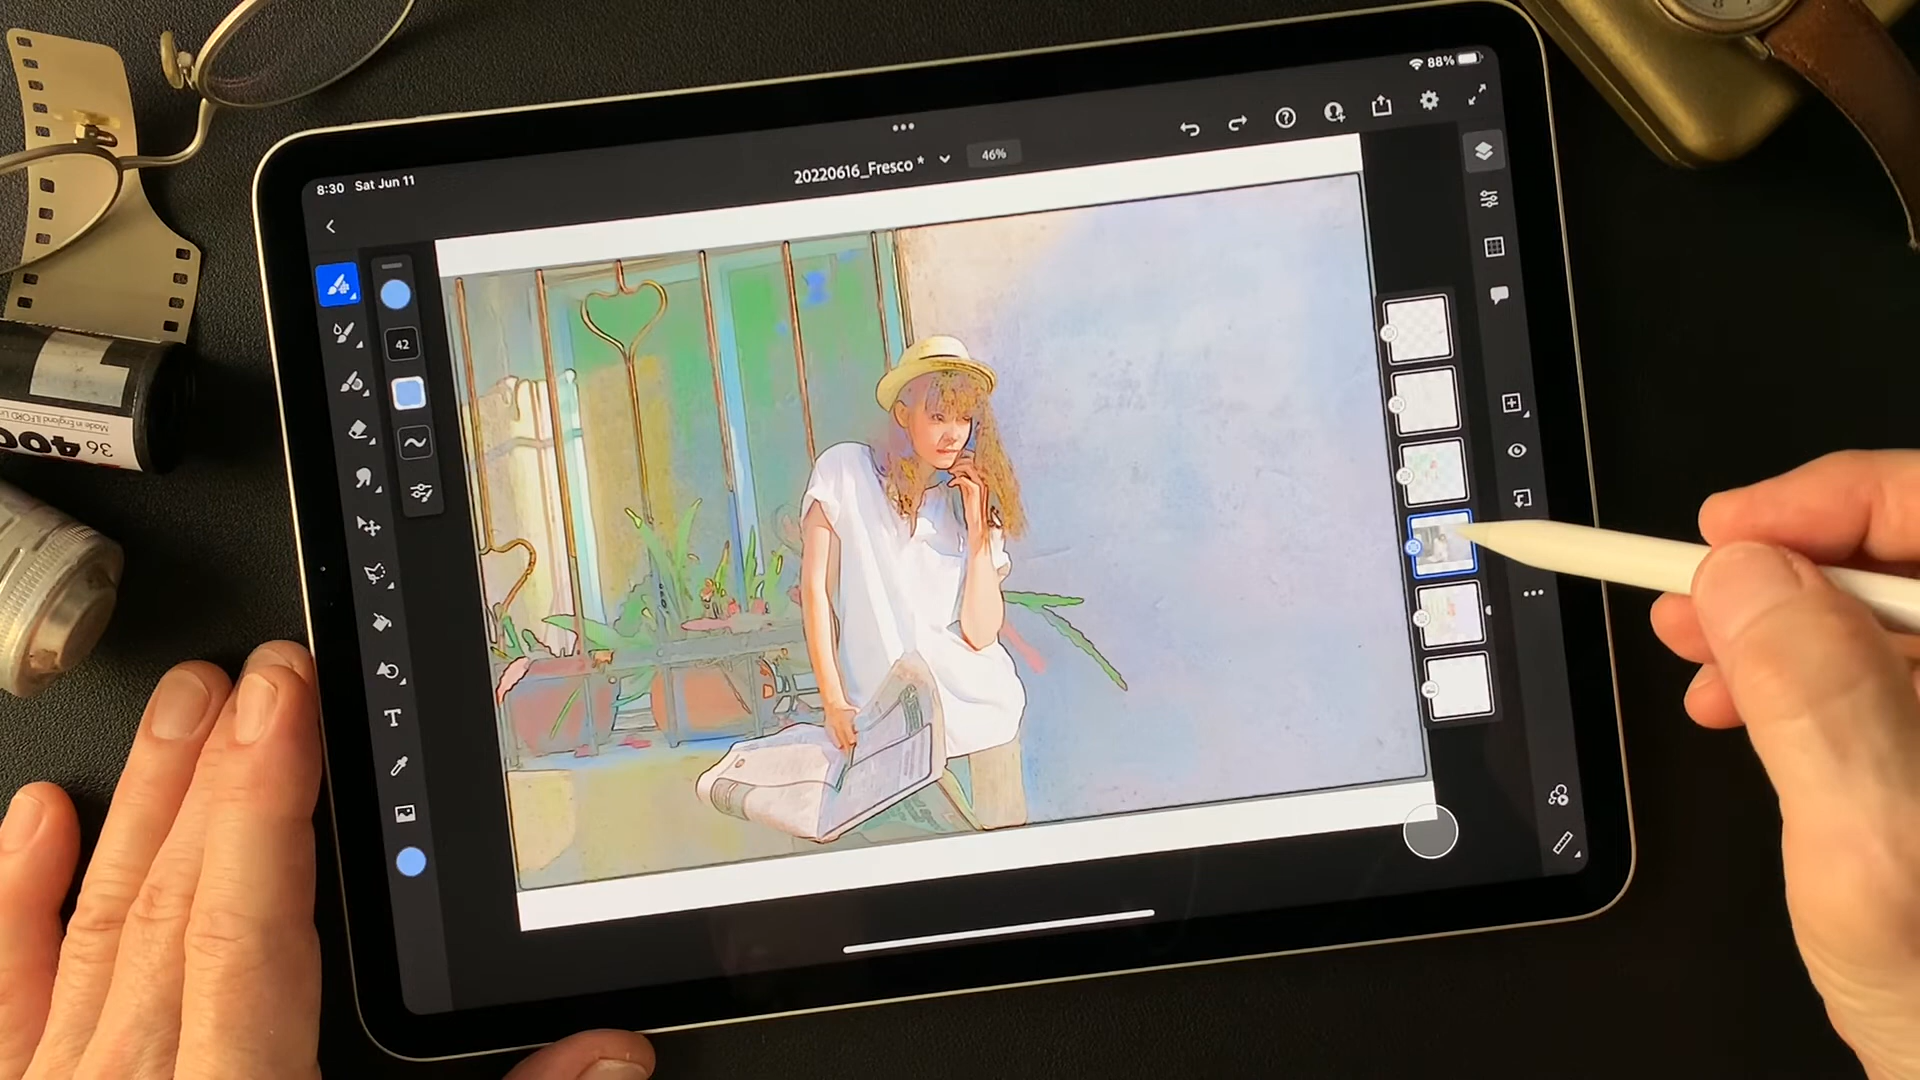 88%
8:30 Sat Jun 11
20220616_Fresco *
46%
42
T
36
400
Made in England ILFORD